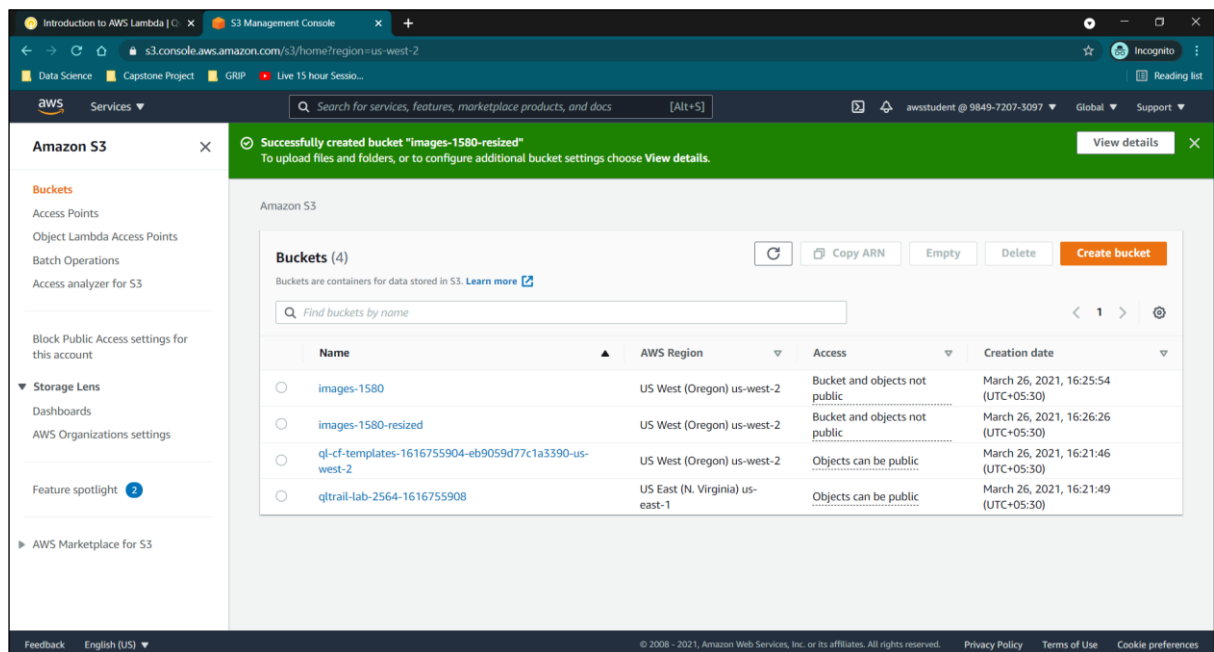 Introduction to AWS Lambda | Q
S3 Management Console
s3.console.aws.amazon.com/s3/home?region=us-west-2
Incognito
Data Science
Capstone Project
GRIP
Live 15 hour Sessio...
Reading list
aws
Services ▼
Search for services, features, marketplace products, and docs
[Alt+S]
awsstudent @ 9849-7207-3097 ▼
Global ▼
Support ▼
Amazon S3
Buckets
Access Points
Object Lambda Access Points
Batch Operations
Access analyzer for S3
Block Public Access settings for
this account
Storage Lens
Dashboards
AWS Organizations settings
Feature spotlight 2
AWS Marketplace for S3
Successfully created bucket "images-1580-resized"
To upload files and folders, or to configure additional bucket settings choose View details.
View details
Amazon S3
Buckets (4)
Copy ARN
Empty
Delete
Create bucket
Buckets are containers for data stored in S3. Learn more
Find buckets by name
1
Name
AWS Region
Access
Creation date
images-1580
US West (Oregon) us-west-2
Bucket and objects not
public
March 26, 2021, 16:25:54
(UTC+05:30)
images-1580-resized
US West (Oregon) us-west-2
Bucket and objects not
public
March 26, 2021, 16:26:26
(UTC+05:30)
ql-cf-templates-1616755904-eb9059d77c1a3390-us-
west-2
US West (Oregon) us-west-2
Objects can be public
March 26, 2021, 16:21:46
(UTC+05:30)
qltrail-lab-2564-1616755908
US East (N. Virginia) us-
east-1
Objects can be public
March 26, 2021, 16:21:49
(UTC+05:30)
Feedback
English (US) ▼
© 2008 - 2021, Amazon Web Services, Inc. or its affiliates. All rights reserved.
Privacy Policy
Terms of Use
Cookie preferences